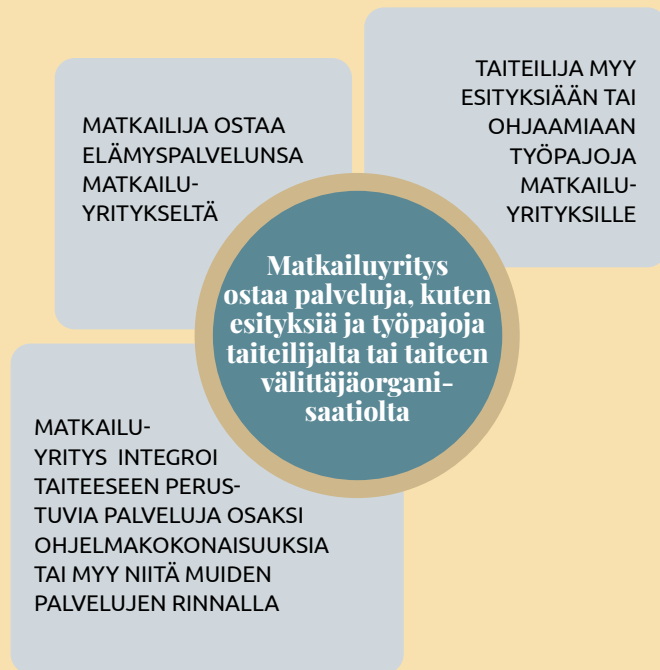 MATKAILIJA OSTAA
ELÄMYSPALVELUNSA
MATKAILU-
YRITYKSELTÄ
TAITEILIJA MYY
ESITYKSIÄÄN TAI
OHJAAMIAAN
TYÖPAJOJA
MATKAILU-
YRITYKSILLE
Matkailuyritys
ostaa palveluja, kuten
esityksiä ja työpajoja
taiteilijalta tai taiteen
välittäjäorgani-
saatiolta
MATKAILU-
YRITYS INTEGROI
TAITEESEEN PERUS-
TUVIA PALVELUJA OSAKSI
OHJELMAKOKONAISUUKSIA
TAI MYY NIITÄ MUIDEN
PALVELUJEN RINNALLA